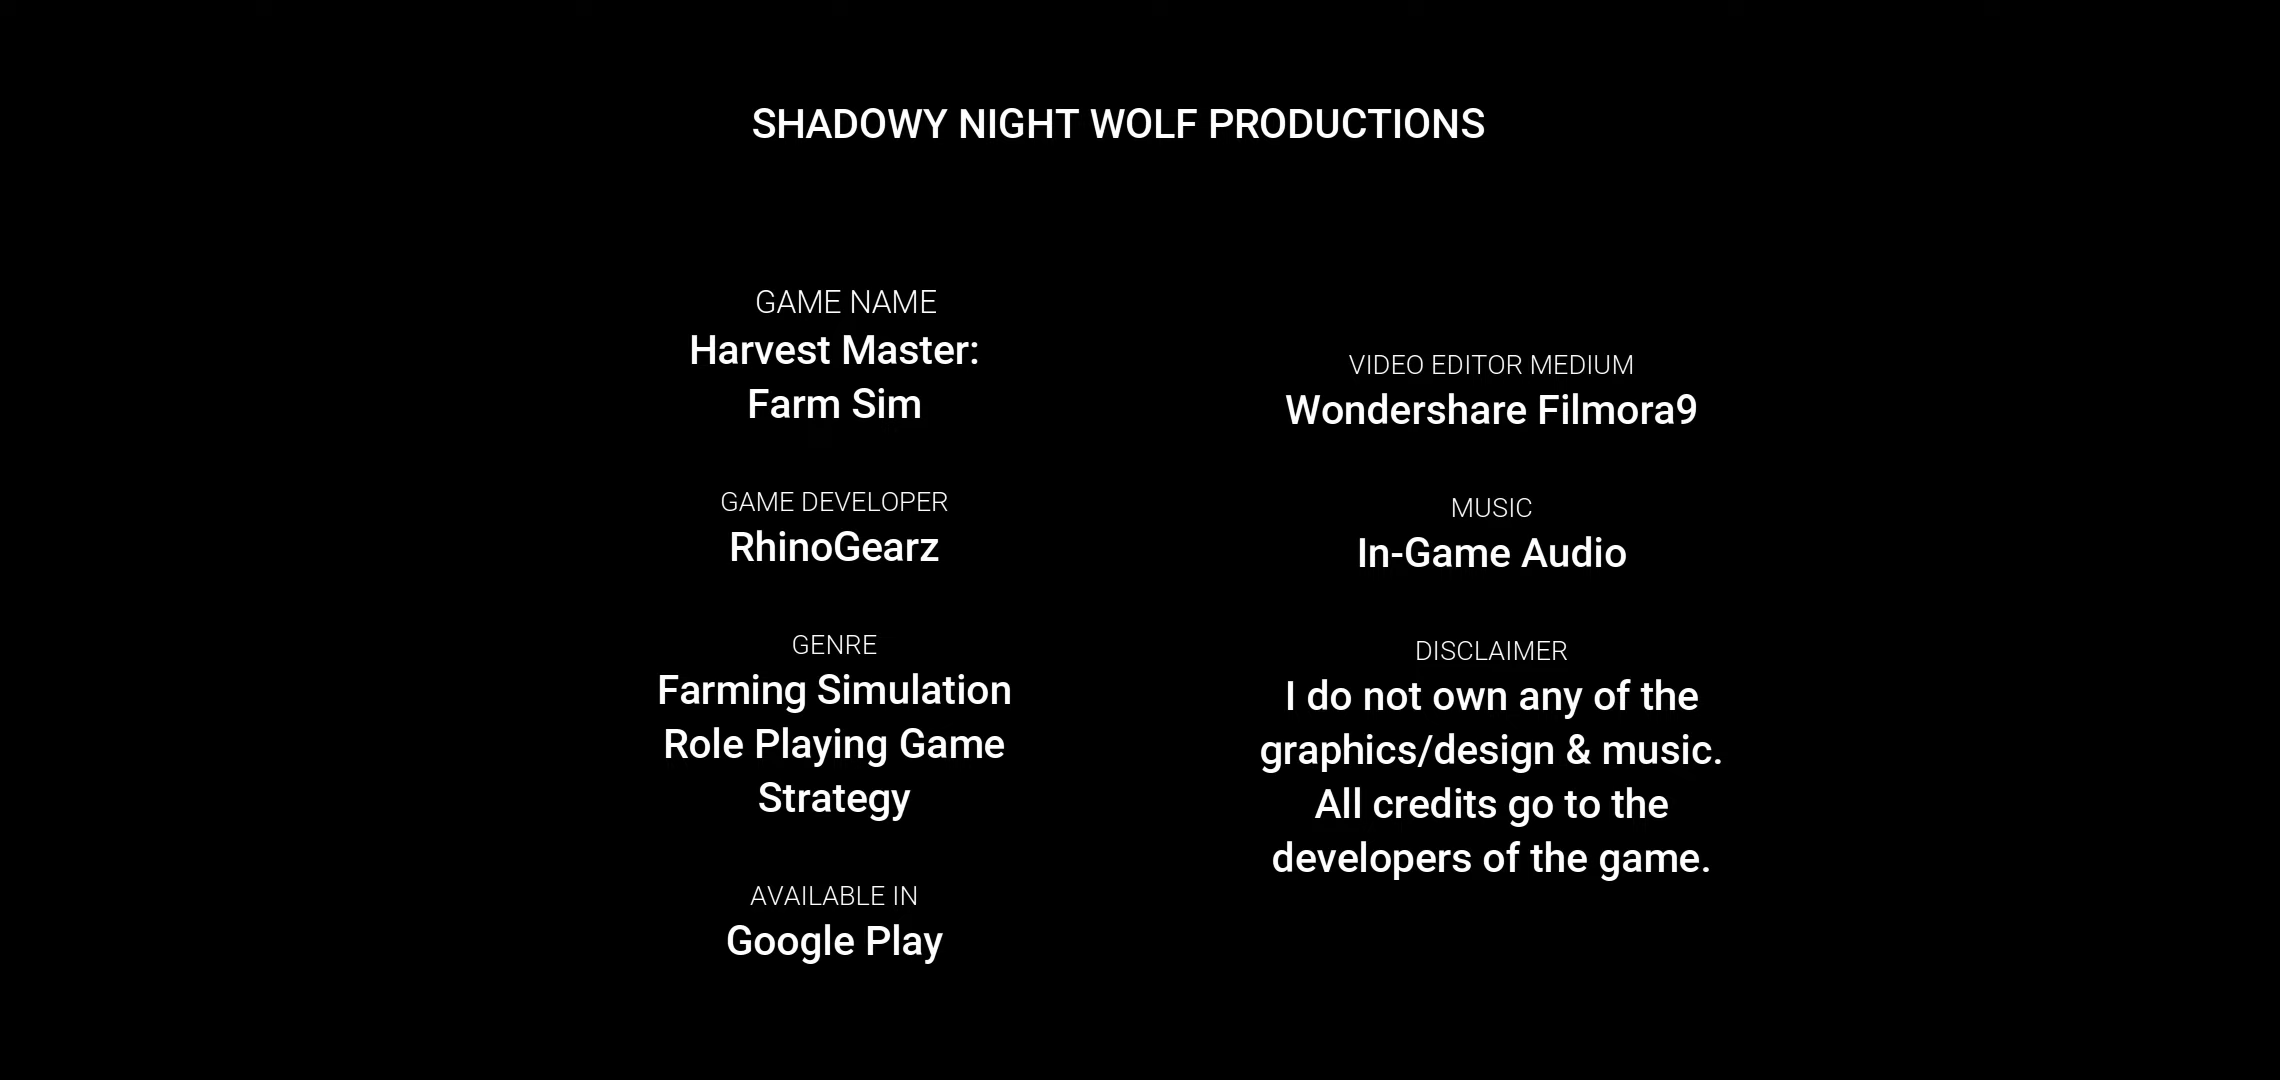 SHADOWY NIGHT WOLF PRODUCTIONS
GAME NAME
Harvest Master:
Farm Sim
GAME DEVELOPER
RhinoGearz
GENRE
Farming Simulation
Role Playing Game
Strategy
AVAILABLE IN
Google Play
VIDEO EDITOR MEDIUM
Wondershare Filmora9
MUSIC
In-Game Audio
DISCLAIMER
I do not own any of the
graphics/design & music.
All credits go to the
developers of the game.